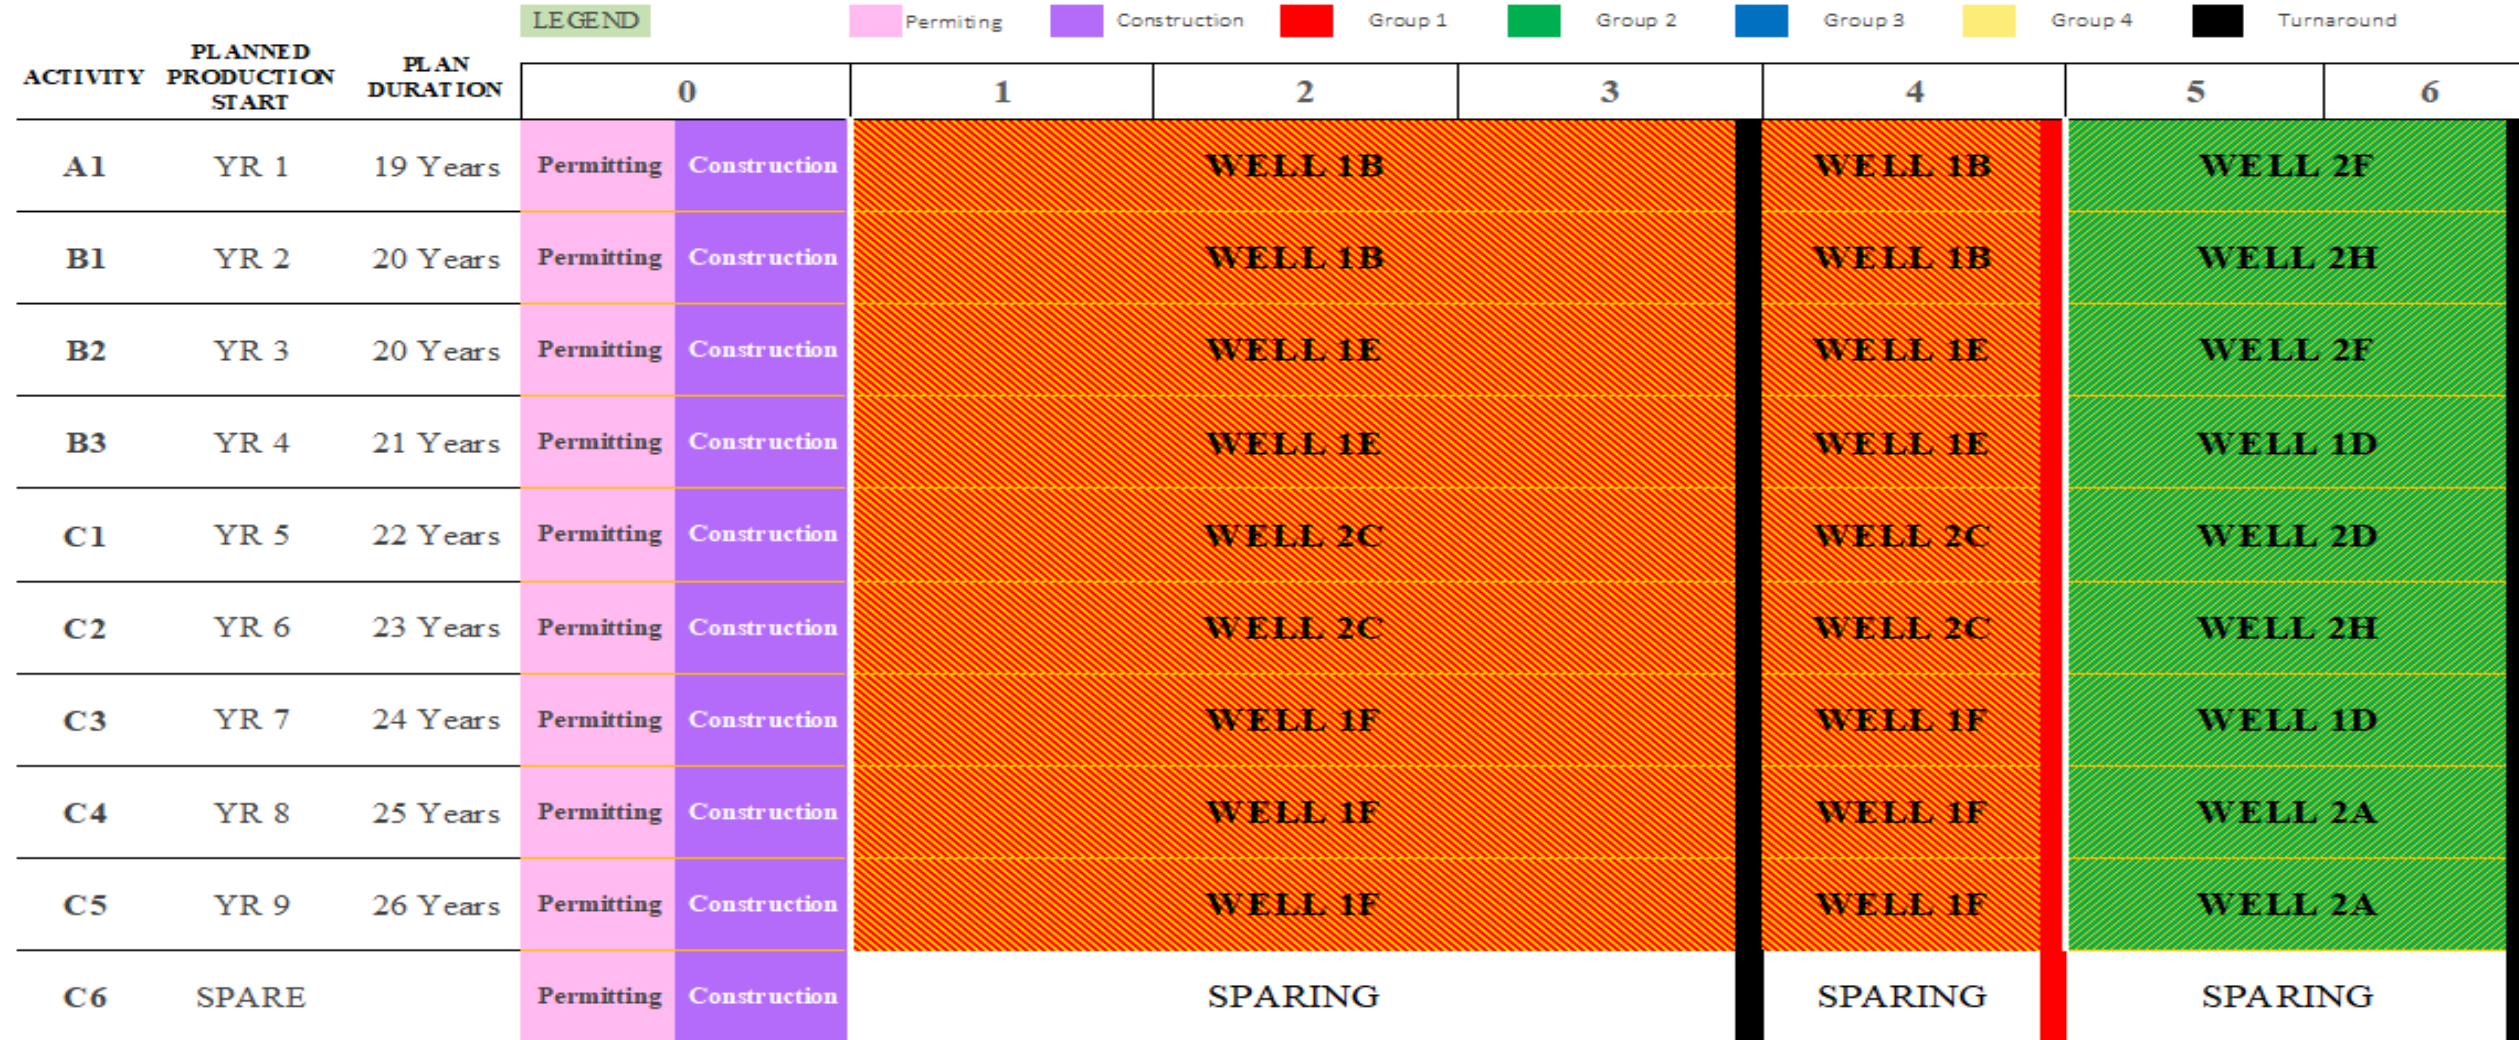 LEGEND Permiting Construction Group 1 Group 2 Group 3 Group 4 Turnaround
ACTIVITY PLANNED PRODUCTION START PLAN DURATION 0 1 2 3 4 5 6
A1 YR 1 19 Years Permitting Construction WELL 1B WELL 1B WELL 2F
B1 YR 2 20 Years Permitting Construction WELL 1B WELL 1B WELL 2H
B2 YR 3 20 Years Permitting Construction WELL 1E WELL 1E WELL 2F
B3 YR 4 21 Years Permitting Construction WELL 1E WELL 1E WELL 1D
C1 YR 5 22 Years Permitting Construction WELL 2C WELL 2C WELL 2D
C2 YR 6 23 Years Permitting Construction WELL 2C WELL 2C WELL 2H
C3 YR 7 24 Years Permitting Construction WELL 1F WELL 1F WELL 1D
C4 YR 8 25 Years Permitting Construction WELL 1F WELL 1F WELL 2A
C5 YR 9 26 Years Permitting Construction WELL 1F WELL 1F WELL 2A
C6 SPARE Permitting Construction SPARING SPARING SPARING